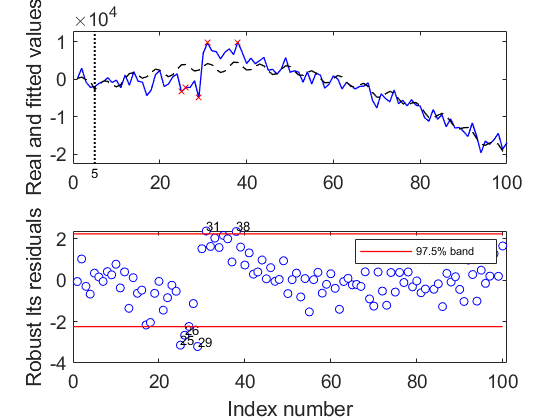 ×10^4
Real and fitted values
1
0
-1
-2
0 20 40 60 80 100
5
Robust lts residuals
2
0
-2
-4
31 38
97.5% band
26
25 29
0 20 40 60 80 100
Index number